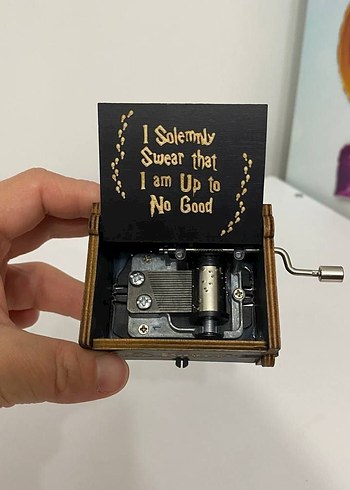 I Solemnly
Swear that
I am Up to
No Good